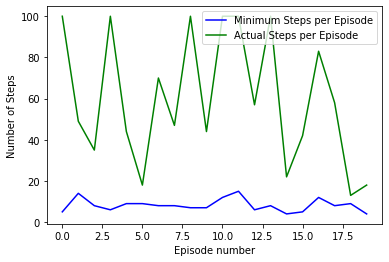 Minimum Steps per Episode
Actual Steps per Episode
100
80
60
40
20
0
Number of Steps
0.0 2.5 5.0 7.5 10.0 12.5 15.0 17.5
Episode number